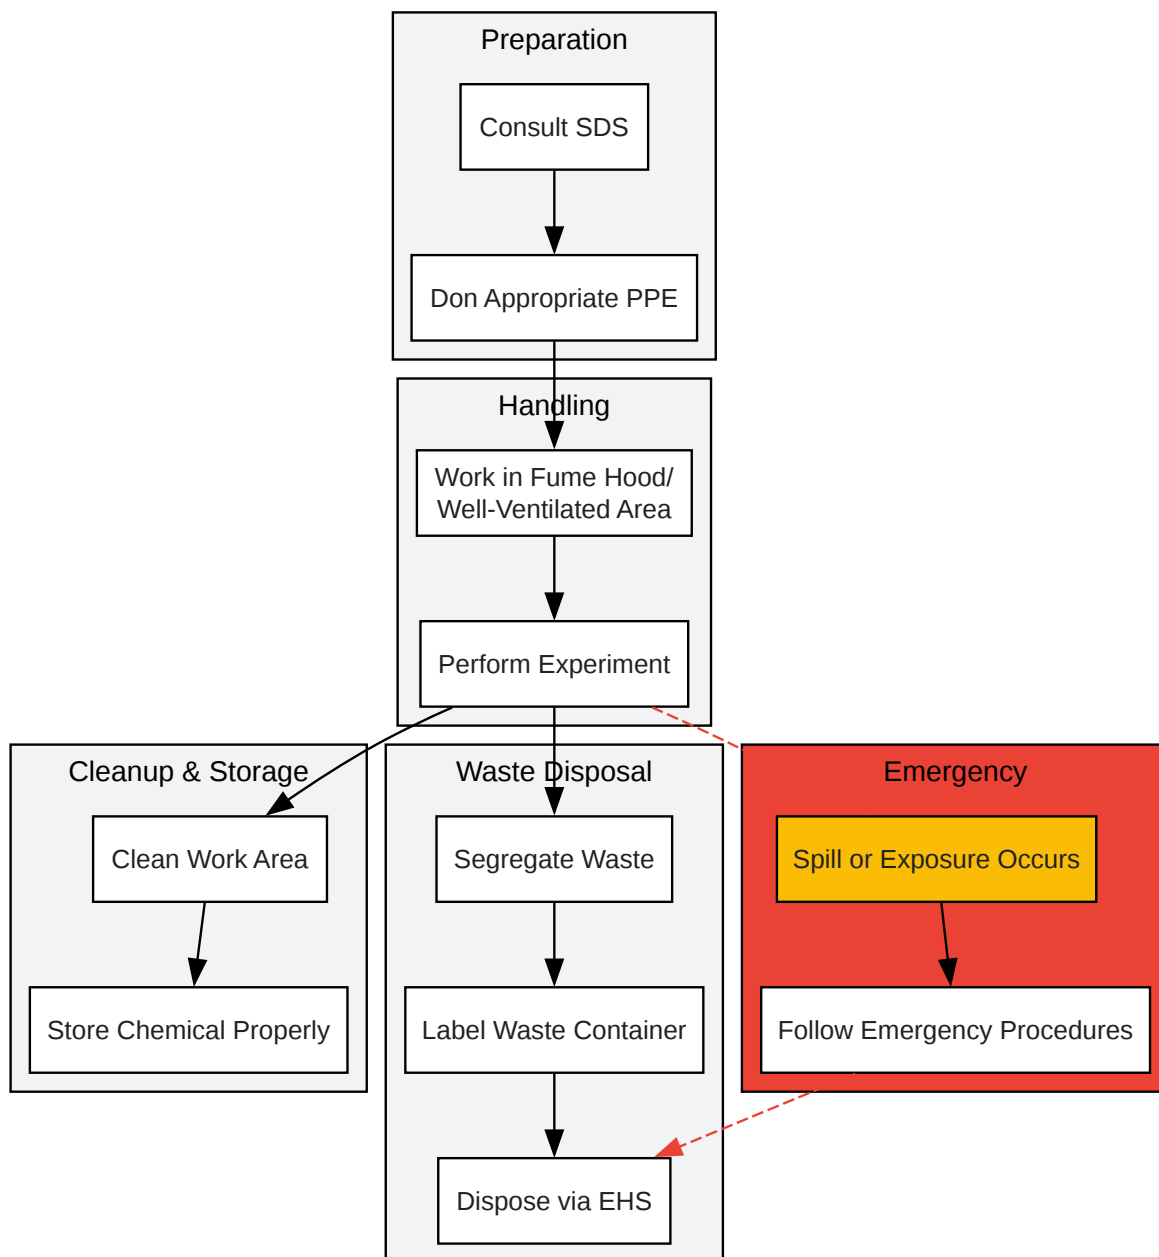 Preparation
Consult SDS
Don Appropriate PPE
Handling
Work in Fume Hood/
Well-Ventilated Area
Perform Experiment
Cleanup & Storage
Clean Work Area
Store Chemical Properly
Waste Disposal
Segregate Waste
Label Waste Container
Dispose via EHS
Emergency
Spill or Exposure Occurs
Follow Emergency Procedures